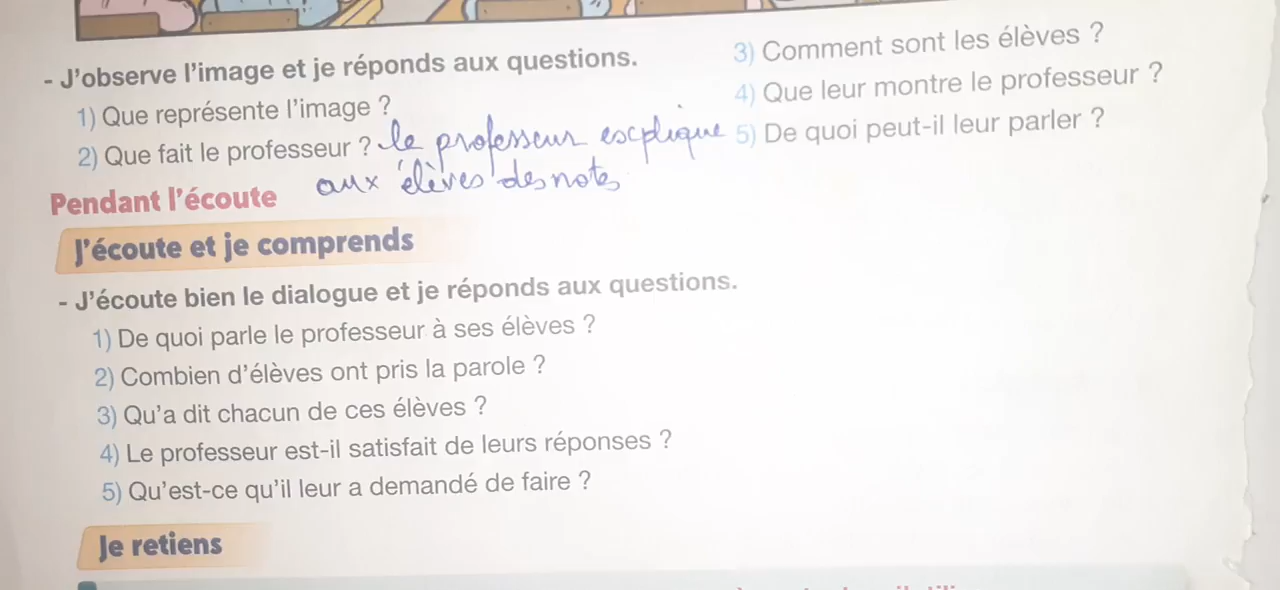 - J'observe l'image et je réponds aux questions.
1) Que représente l'image ?
2) Que fait le professeur ? le professeur escplique
aux élèves des notes
3) Comment sont les élèves ?
4) Que leur montre le professeur ?
5) De quoi peut-il leur parler ?
Pendant l'écoute
J'écoute et je comprends
- J'écoute bien le dialogue et je réponds aux questions.
1) De quoi parle le professeur à ses élèves ?
2) Combien d'élèves ont pris la parole ?
3) Qu'a dit chacun de ces élèves ?
4) Le professeur est-il satisfait de leurs réponses ?
5) Qu'est-ce qu'il leur a demandé de faire ?
Je retiens